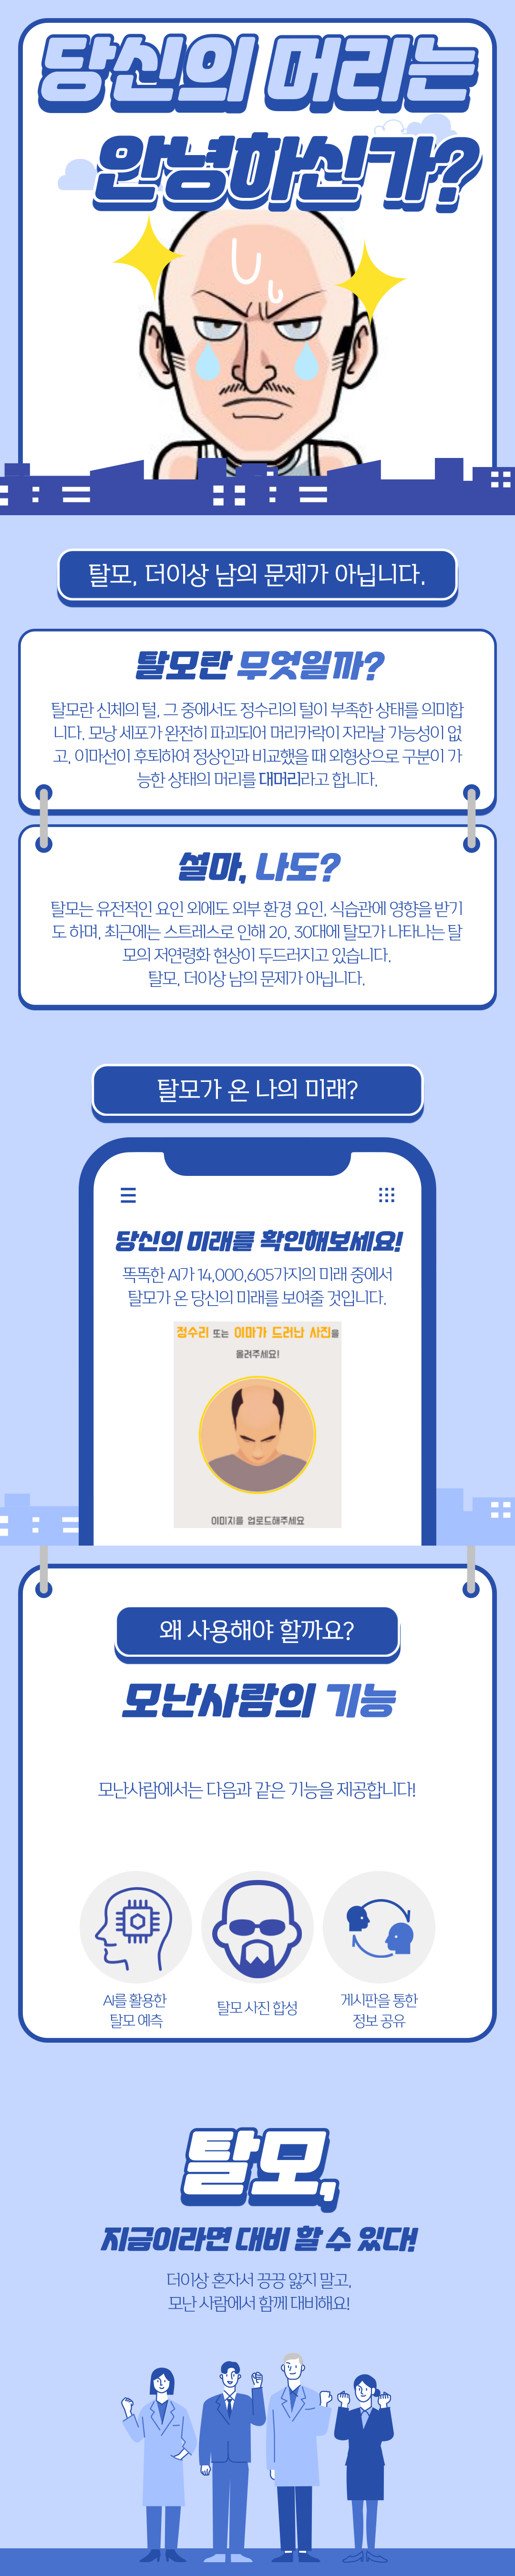 당신의 머리는
안녕하신가?
탈모, 더이상 남의 문제가 아닙니다.
탈모란 무엇일까?
탈모란 신체의 털, 그 중에서도 정수리의 털이 부족한 상태를 의미합
니다. 모낭 세포가 완전히 파괴되어 머리카락이 자라날 가능성이 없
고, 이마선이 후퇴하여 정상인과 비교했을 때 외형상으로 구분이 가
능한 상태의 머리를 대머리라고 합니다.
설마, 나도?
탈모는 유전적인 요인 외에도 외부 환경 요인, 식습관에 영향을 받기
도 하며, 최근에는 스트레스로 인해 20, 30대에 탈모가 나타나는 탈
모의 저연령화 현상이 두드러지고 있습니다.
탈모, 더이상 남의 문제가 아닙니다.
탈모가 온 나의 미래?
당신의 미래를 확인해보세요!
똑똑한 AI가 14,000,605가지의 미래 중에서
탈모가 온 당신의 미래를 보여줄 것입니다.
정수리 또는 이마가 드러난 사진을
올려주세요!
이미지를 업로드해주세요
왜 사용해야 할까요?
모난사람의 기능
모난사람에서는 다음과 같은 기능을 제공합니다!
AI를 활용한
탈모 예측
탈모 사진 합성
게시판을 통한
정보 공유
탈모,
지금이라면 대비 할 수 있다!
더이상 혼자서 끙끙 앓지 말고,
모난 사람에서 함께 대비해요!